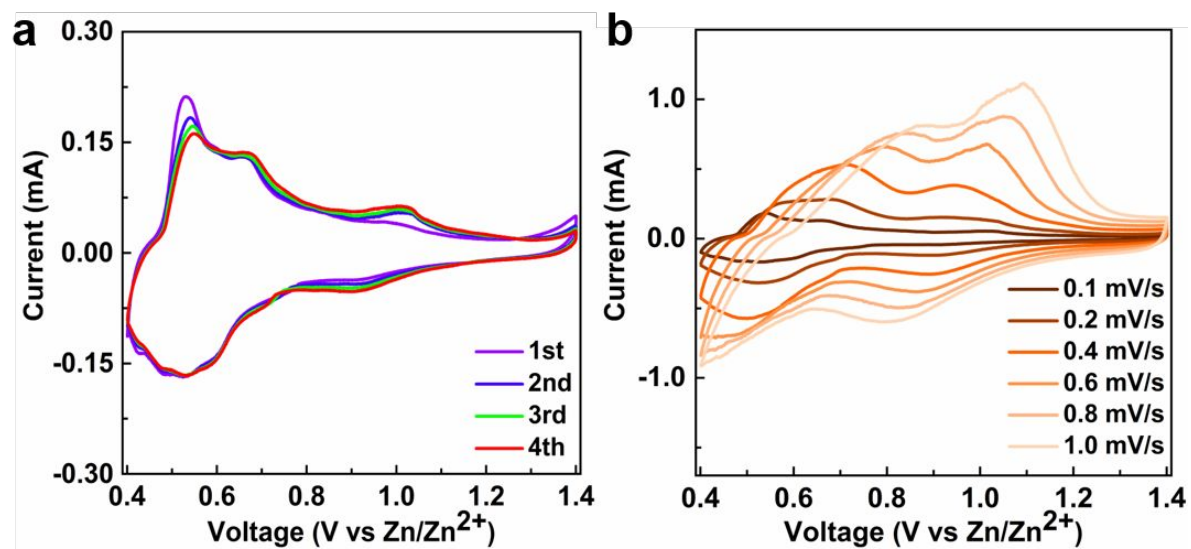 a
0.30
0.15
0.00
-0.15
-0.30
Current (mA)
1st
2nd
3rd
4th
0.4 0.6 0.8 1.0 1.2 1.4
Voltage (V vs Zn/Zn²⁺)
b
1.0
0.0
-1.0
Current (mA)
0.1 mV/s
0.2 mV/s
0.4 mV/s
0.6 mV/s
0.8 mV/s
1.0 mV/s
0.4 0.6 0.8 1.0 1.2 1.4
Voltage (V vs Zn/Zn²⁺)